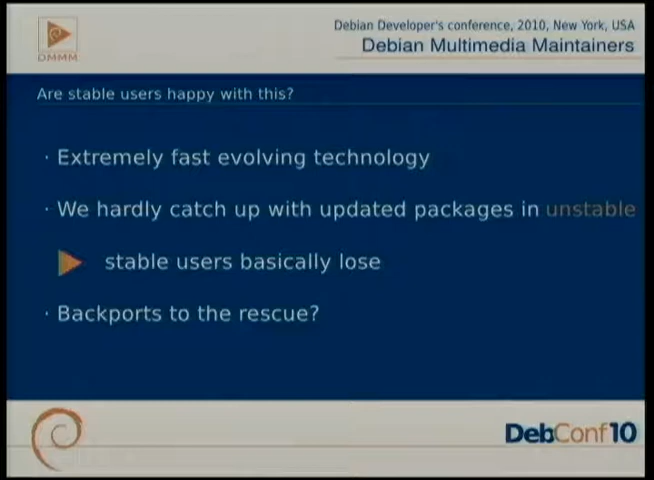 Debian Developer's conference, 2010, New York, USA
Debian Multimedia Maintainers
DMMM
Are stable users happy with this?
· Extremely fast evolving technology
· We hardly catch up with updated packages in unstable
stable users basically lose
· Backports to the rescue?
DebConf10